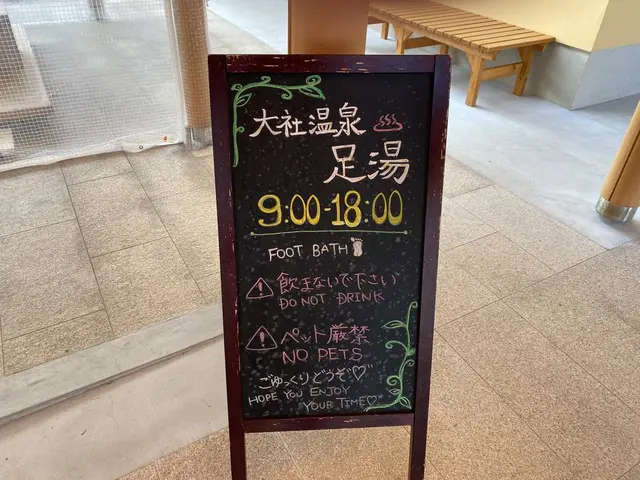 大社温泉♨
足湯
9:00-18:00
FOOT BATH
⚠飲まないで下さい
DO NOT DRINK
⚠ペット厳禁
NO PETS
ごゆっくりどうぞ♡
HOPE YOU ENJOY
YOUR TIME♡